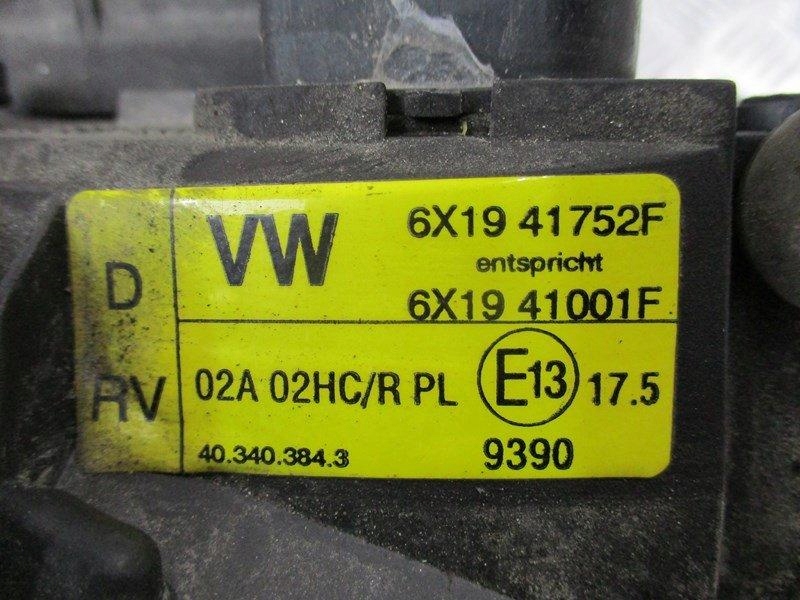 D
RV
VW
6X19 41752F
entspricht
6X19 41001F
02A 02HC/R PL E13 17.5
40.340.384.3
9390